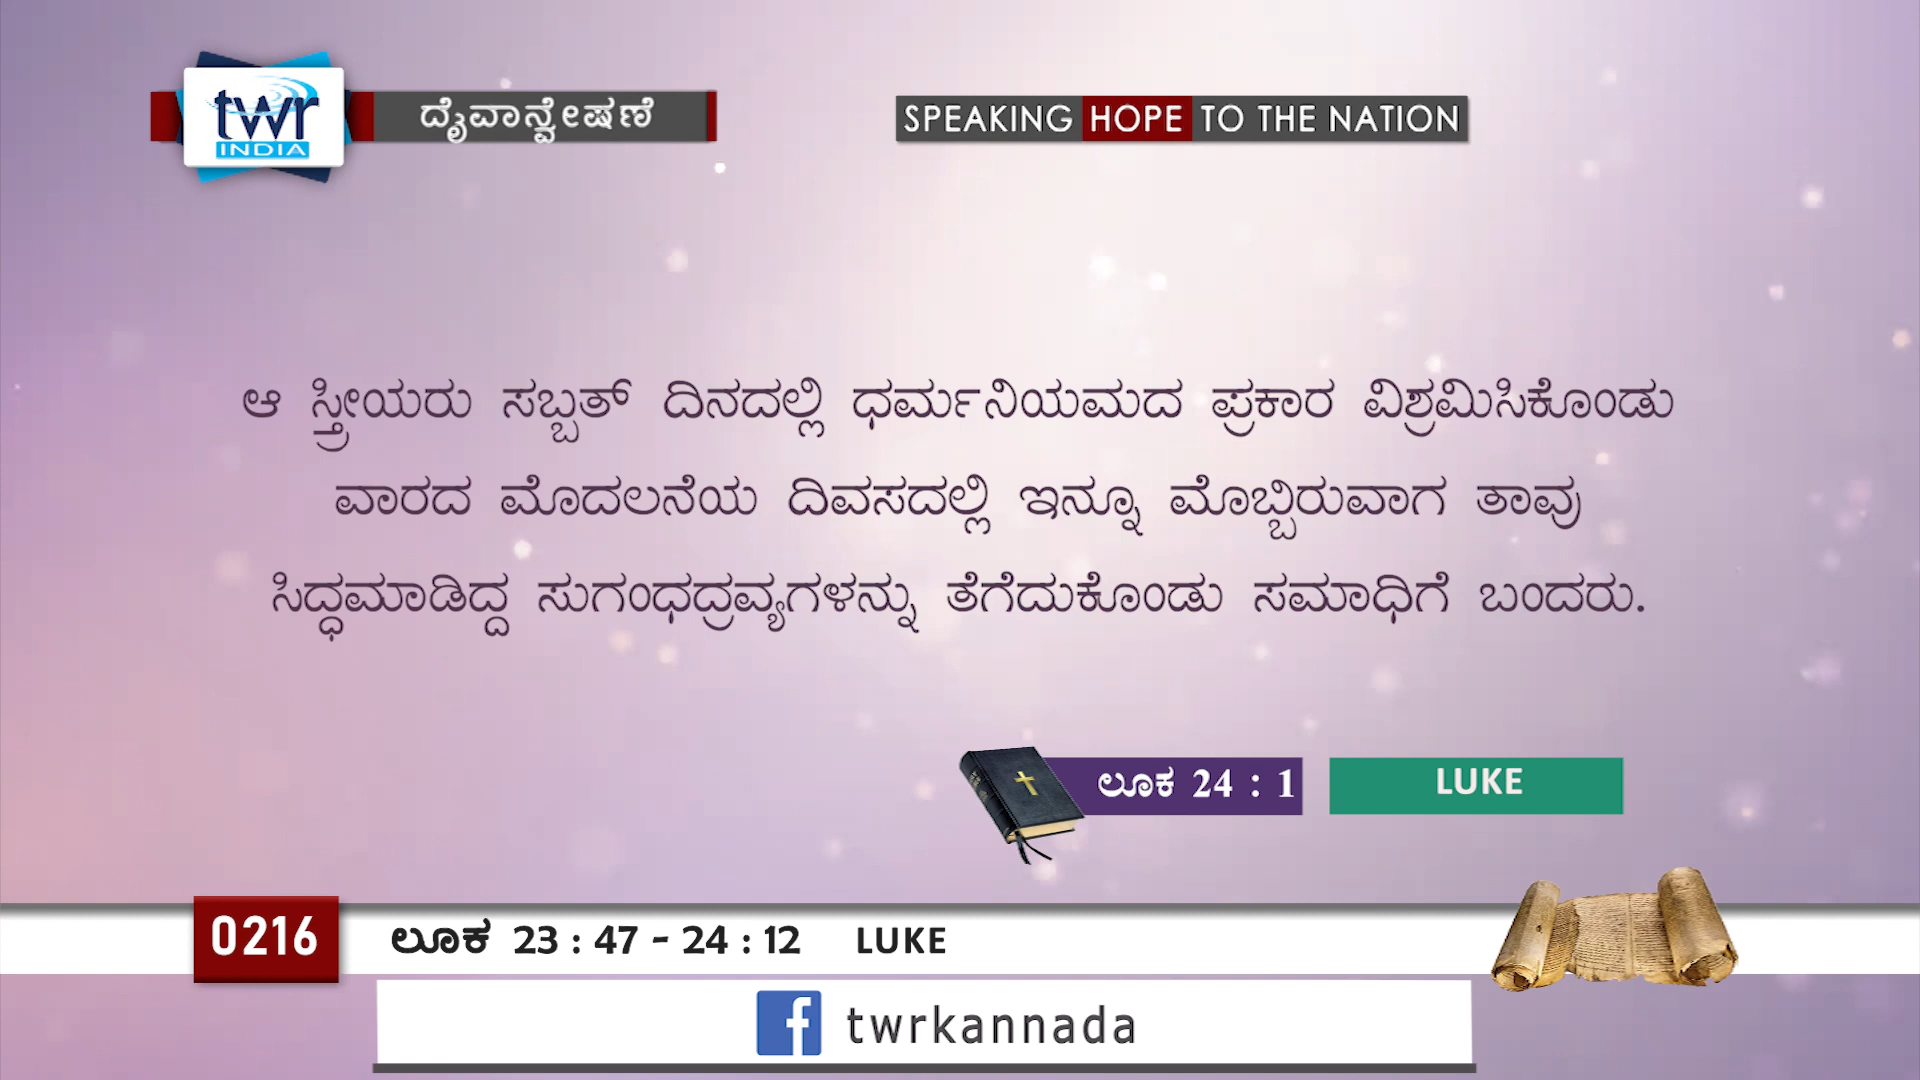 twr
INDIA
ದೈವಾನ್ವೇಷಣೆ
SPEAKING HOPE TO THE NATION
ಆ ಸ್ತ್ರೀಯರು ಸಬ್ಬತ್ ದಿನದಲ್ಲಿ ಧರ್ಮನಿಯಮದ ಪ್ರಕಾರ ವಿಶ್ರಮಿಸಿಕೊಂಡು
ವಾರದ ಮೊದಲನೆಯ ದಿವಸದಲ್ಲಿ ಇನ್ನೂ ಮೊಬ್ಬಿರುವಾಗ ತಾವು
ಸಿದ್ಧಮಾಡಿದ್ದ ಸುಗಂಧದ್ರವ್ಯಗಳನ್ನು ತೆಗೆದುಕೊಂಡು ಸಮಾಧಿಗೆ ಬಂದರು.
ಲೂಕ 24 : 1
LUKE
0216
ಲೂಕ 23 : 47 - 24 : 12 LUKE
twrkannada